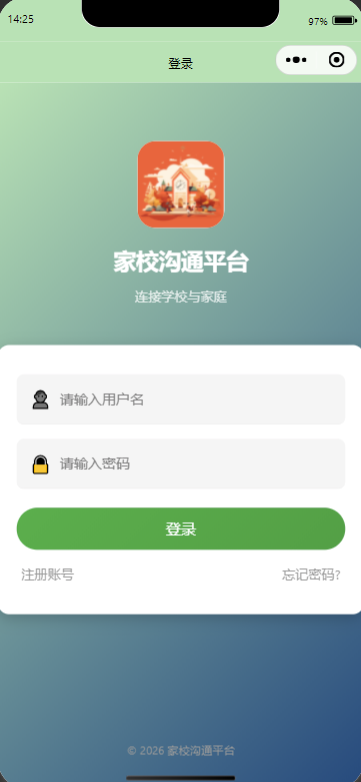 14:25
97%
登录
家校沟通平台
连接学校与家庭
请输入用户名
请输入密码
登录
注册账号
忘记密码?
© 2026 家校沟通平台